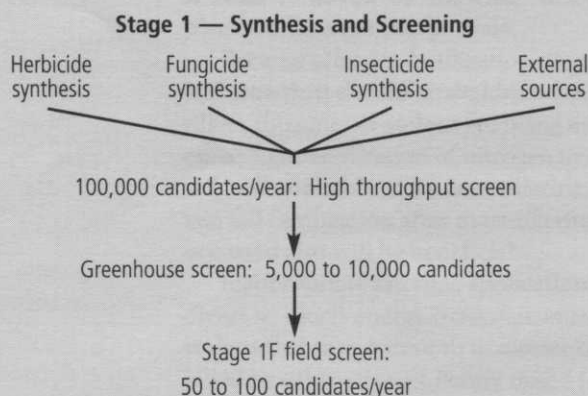 Stage 1 — Synthesis and Screening
Herbicide synthesis
Fungicide synthesis
Insecticide synthesis
External sources
100,000 candidates/year: High throughput screen
Greenhouse screen: 5,000 to 10,000 candidates
Stage 1F field screen:
50 to 100 candidates/year